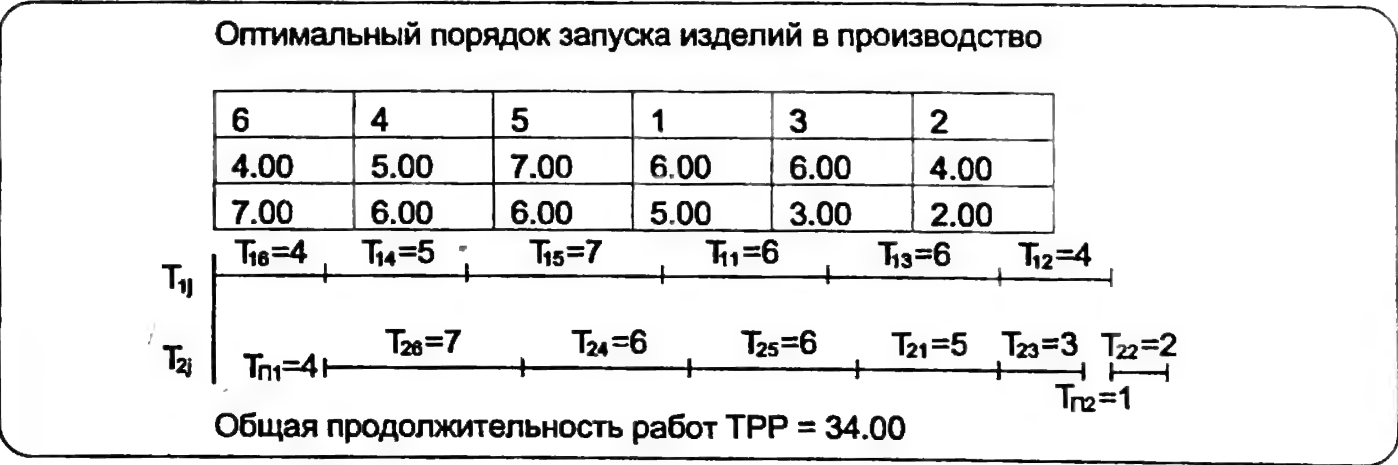 Оптимальный порядок запуска изделий в производство
6 4 5 1 3 2
4.00 5.00 7.00 6.00 6.00 4.00
7.00 6.00 6.00 5.00 3.00 2.00
T₁₆=4 T₁₄=5 T₁₅=7 T₁₁=6 T₁₃=6 T₁₂=4
T₁ⱼ
T₂₆=7 T₂₄=6 T₂₅=6 T₂₁=5 T₂₃=3 T₂₂=2
T₂ⱼ Tп₁=4
Tп₂=1
Общая продолжительность работ ТРР = 34.00